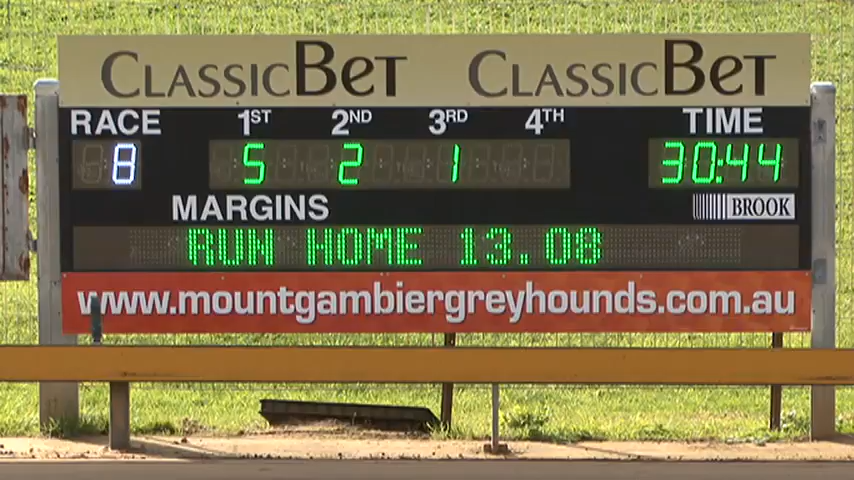 CLASSICBET CLASSICBET
RACE 1ST 2ND 3RD 4TH TIME
8 5 2 1 30:44
MARGINS BROOK
RUN HOME 13.08
www.mountgambiergreyhounds.com.au